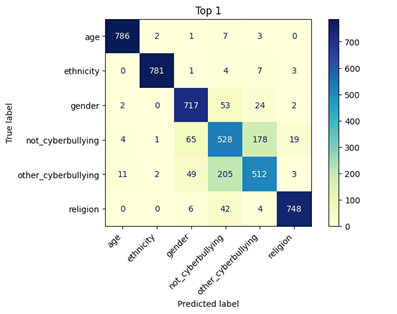 Top 1
True label
age 786 2 1 7 3 0
ethnicity 0 781 1 4 7 3
gender 2 0 717 53 24 2
not_cyberbullying 4 1 65 528 178 19
other_cyberbullying 11 2 49 205 512 3
religion 0 0 6 42 4 748
age ethnicity gender not_cyberbullying other_cyberbullying religion
Predicted label
700
600
500
400
300
200
100
0